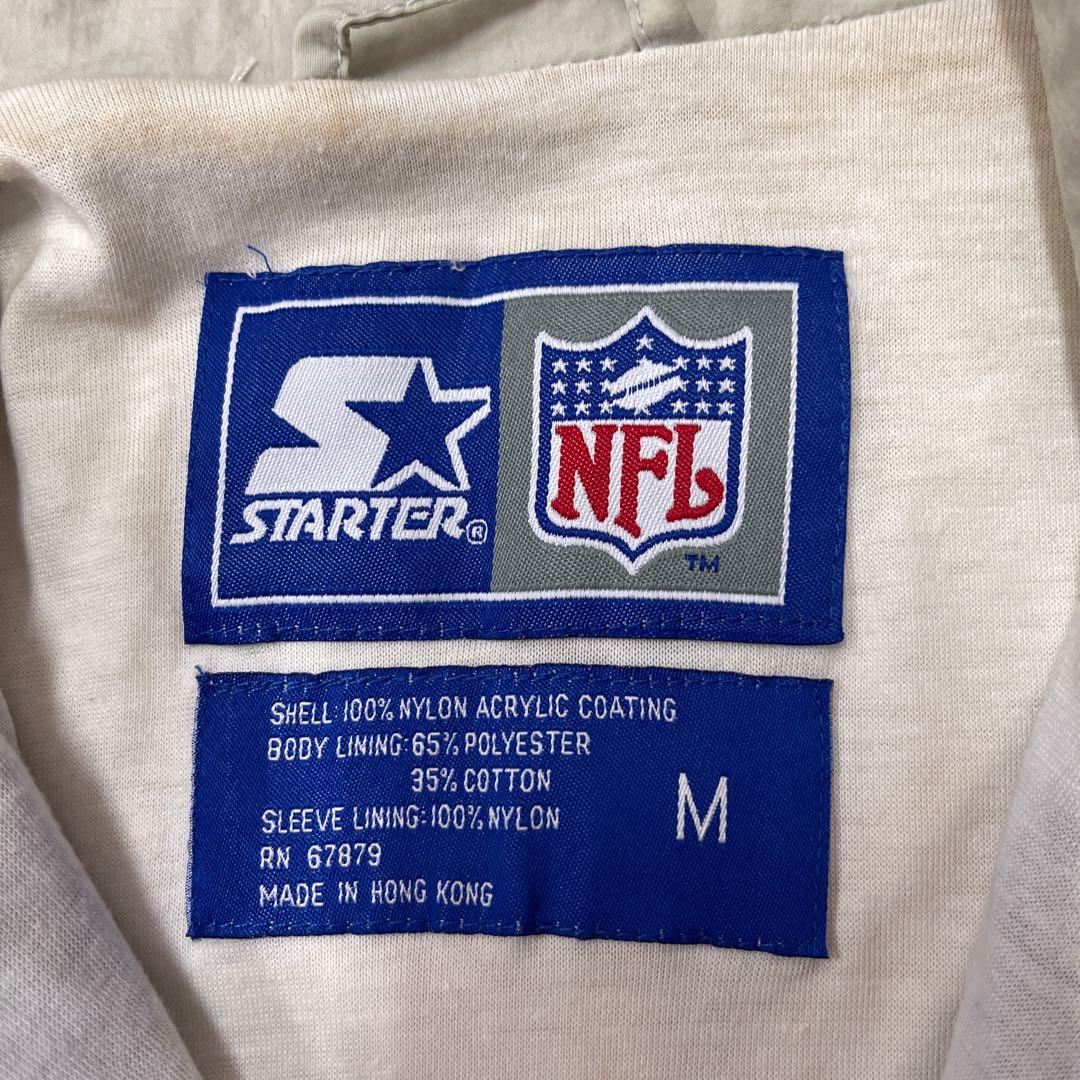 STARTER®
NFL
TM
SHELL: 100% NYLON ACRYLIC COATING
BODY LINING: 65% POLYESTER
35% COTTON
SLEEVE LINING: 100% NYLON
RN 67879
MADE IN HONG KONG
M